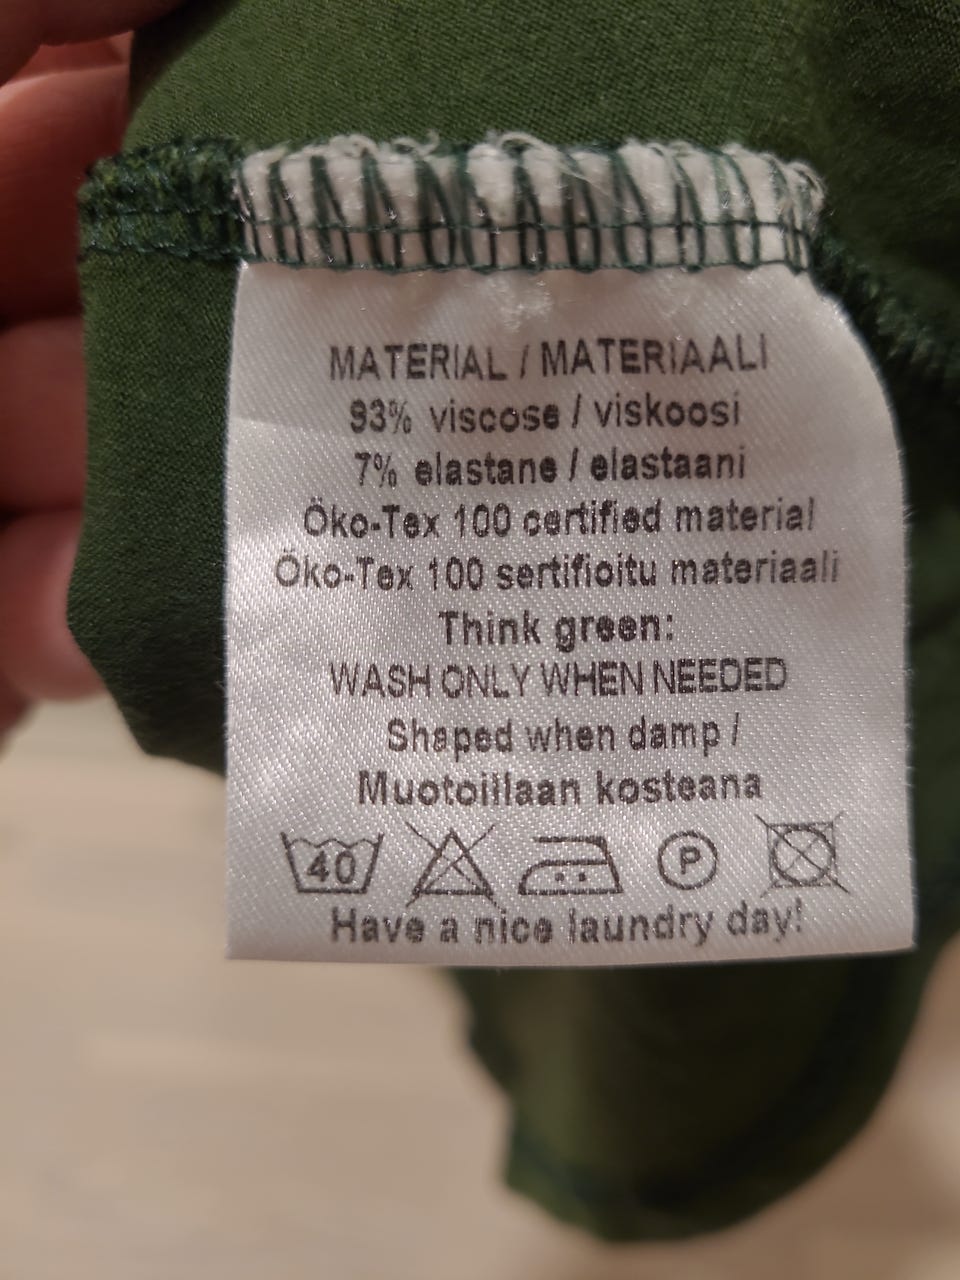 MATERIAL / MATERIAALI
93% viscose / viskoosi
7% elastane / elastaani
Öko-Tex 100 certified material
Öko-Tex 100 sertifioitu materiaali
Think green:
WASH ONLY WHEN NEEDED
Shaped when damp /
Muotoillaan kosteana
40 P
Have a nice laundry day!